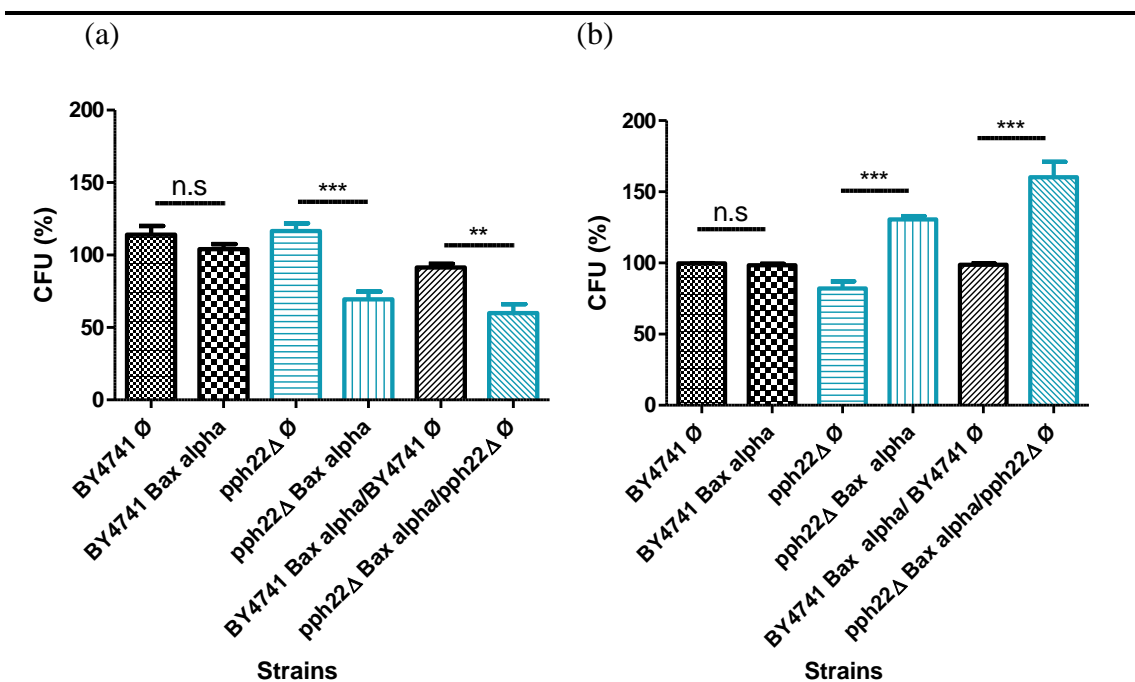 (a)
200
150
100
50
0
CFU (%)
n.s
***
**
BY4741 Ø
BY4741 Bax alpha
pph22Δ Ø
pph22Δ Bax alpha
BY4741 Bax alpha/BY4741 Ø
pph22Δ Bax alpha/pph22Δ Ø
Strains
(b)
200
150
100
50
0
CFU (%)
n.s
***
***
BY4741 Ø
BY4741 Bax alpha
pph22Δ Ø
pph22Δ Bax alpha
BY4741 Bax alpha/ BY4741 Ø
pph22Δ Bax alpha/pph22Δ Ø
Strains